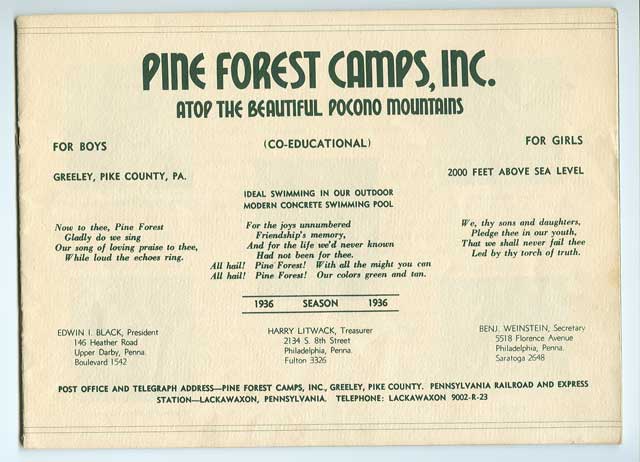 PINE FOREST CAMPS, INC.
ATOP THE BEAUTIFUL POCONO MOUNTAINS
FOR BOYS
(CO-EDUCATIONAL)
FOR GIRLS
GREELEY, PIKE COUNTY, PA.
2000 FEET ABOVE SEA LEVEL
IDEAL SWIMMING IN OUR OUTDOOR
MODERN CONCRETE SWIMMING POOL
Now to thee, Pine Forest
Gladly do we sing
Our song of loving praise to thee,
While loud the echoes ring.
For the joys unnumbered
Friendship's memory,
And for the life we'd never known
Had not been for thee.
All hail! Pine Forest! With all the might you can
All hail! Pine Forest! Our colors green and tan.
We, thy sons and daughters,
Pledge thee in our youth,
That we shall never fail thee
Led by thy torch of truth.
1936 SEASON 1936
EDWIN I. BLACK, President
146 Heather Road
Upper Darby, Penna.
Boulevard 1542
HARRY LITWACK, Treasurer
2134 S. 8th Street
Philadelphia, Penna.
Fulton 3326
BENJ. WEINSTEIN, Secretary
5518 Florence Avenue
Philadelphia, Penna.
Saratoga 2648
POST OFFICE AND TELEGRAPH ADDRESS—PINE FOREST CAMPS, INC., GREELEY, PIKE COUNTY. PENNSYLVANIA RAILROAD AND EXPRESS
STATION—LACKAWAXON, PENNSYLVANIA. TELEPHONE: LACKAWAXON 9002-R-23